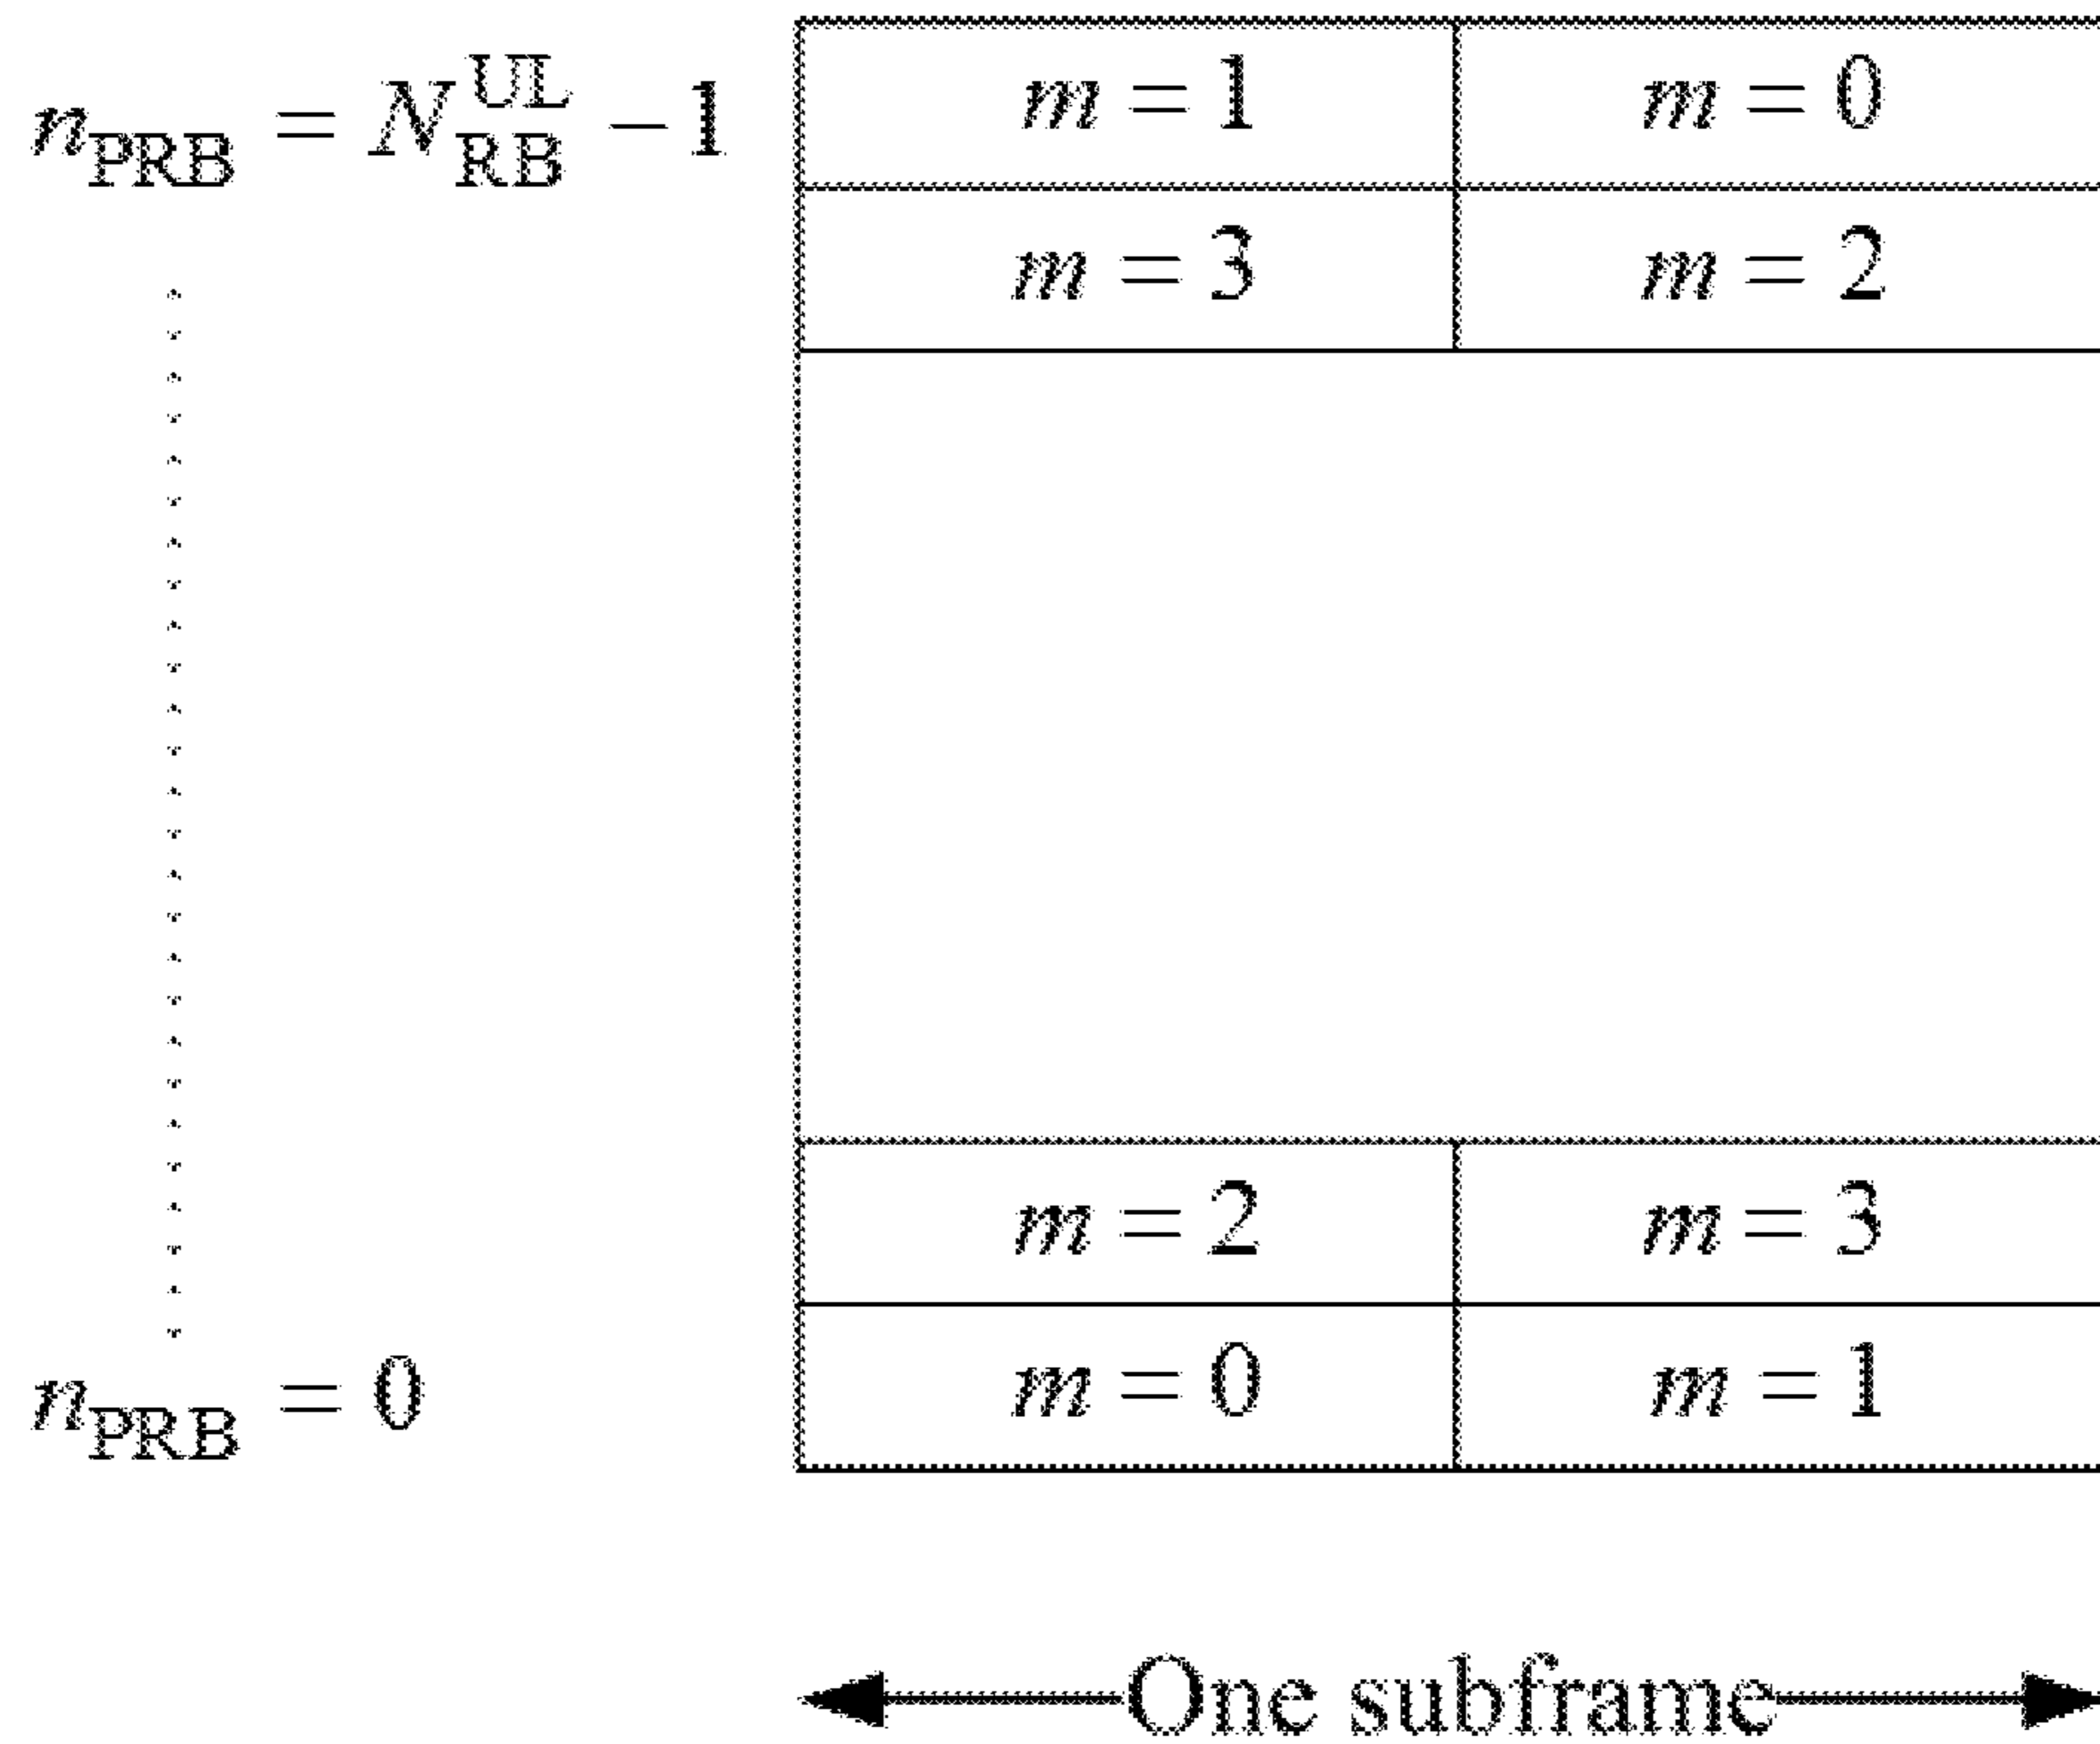 n_PRB = N_RB^UL − 1 m = 1 m = 0
m = 3 m = 2
m = 2 m = 3
n_PRB = 0 m = 0 m = 1
One subframe